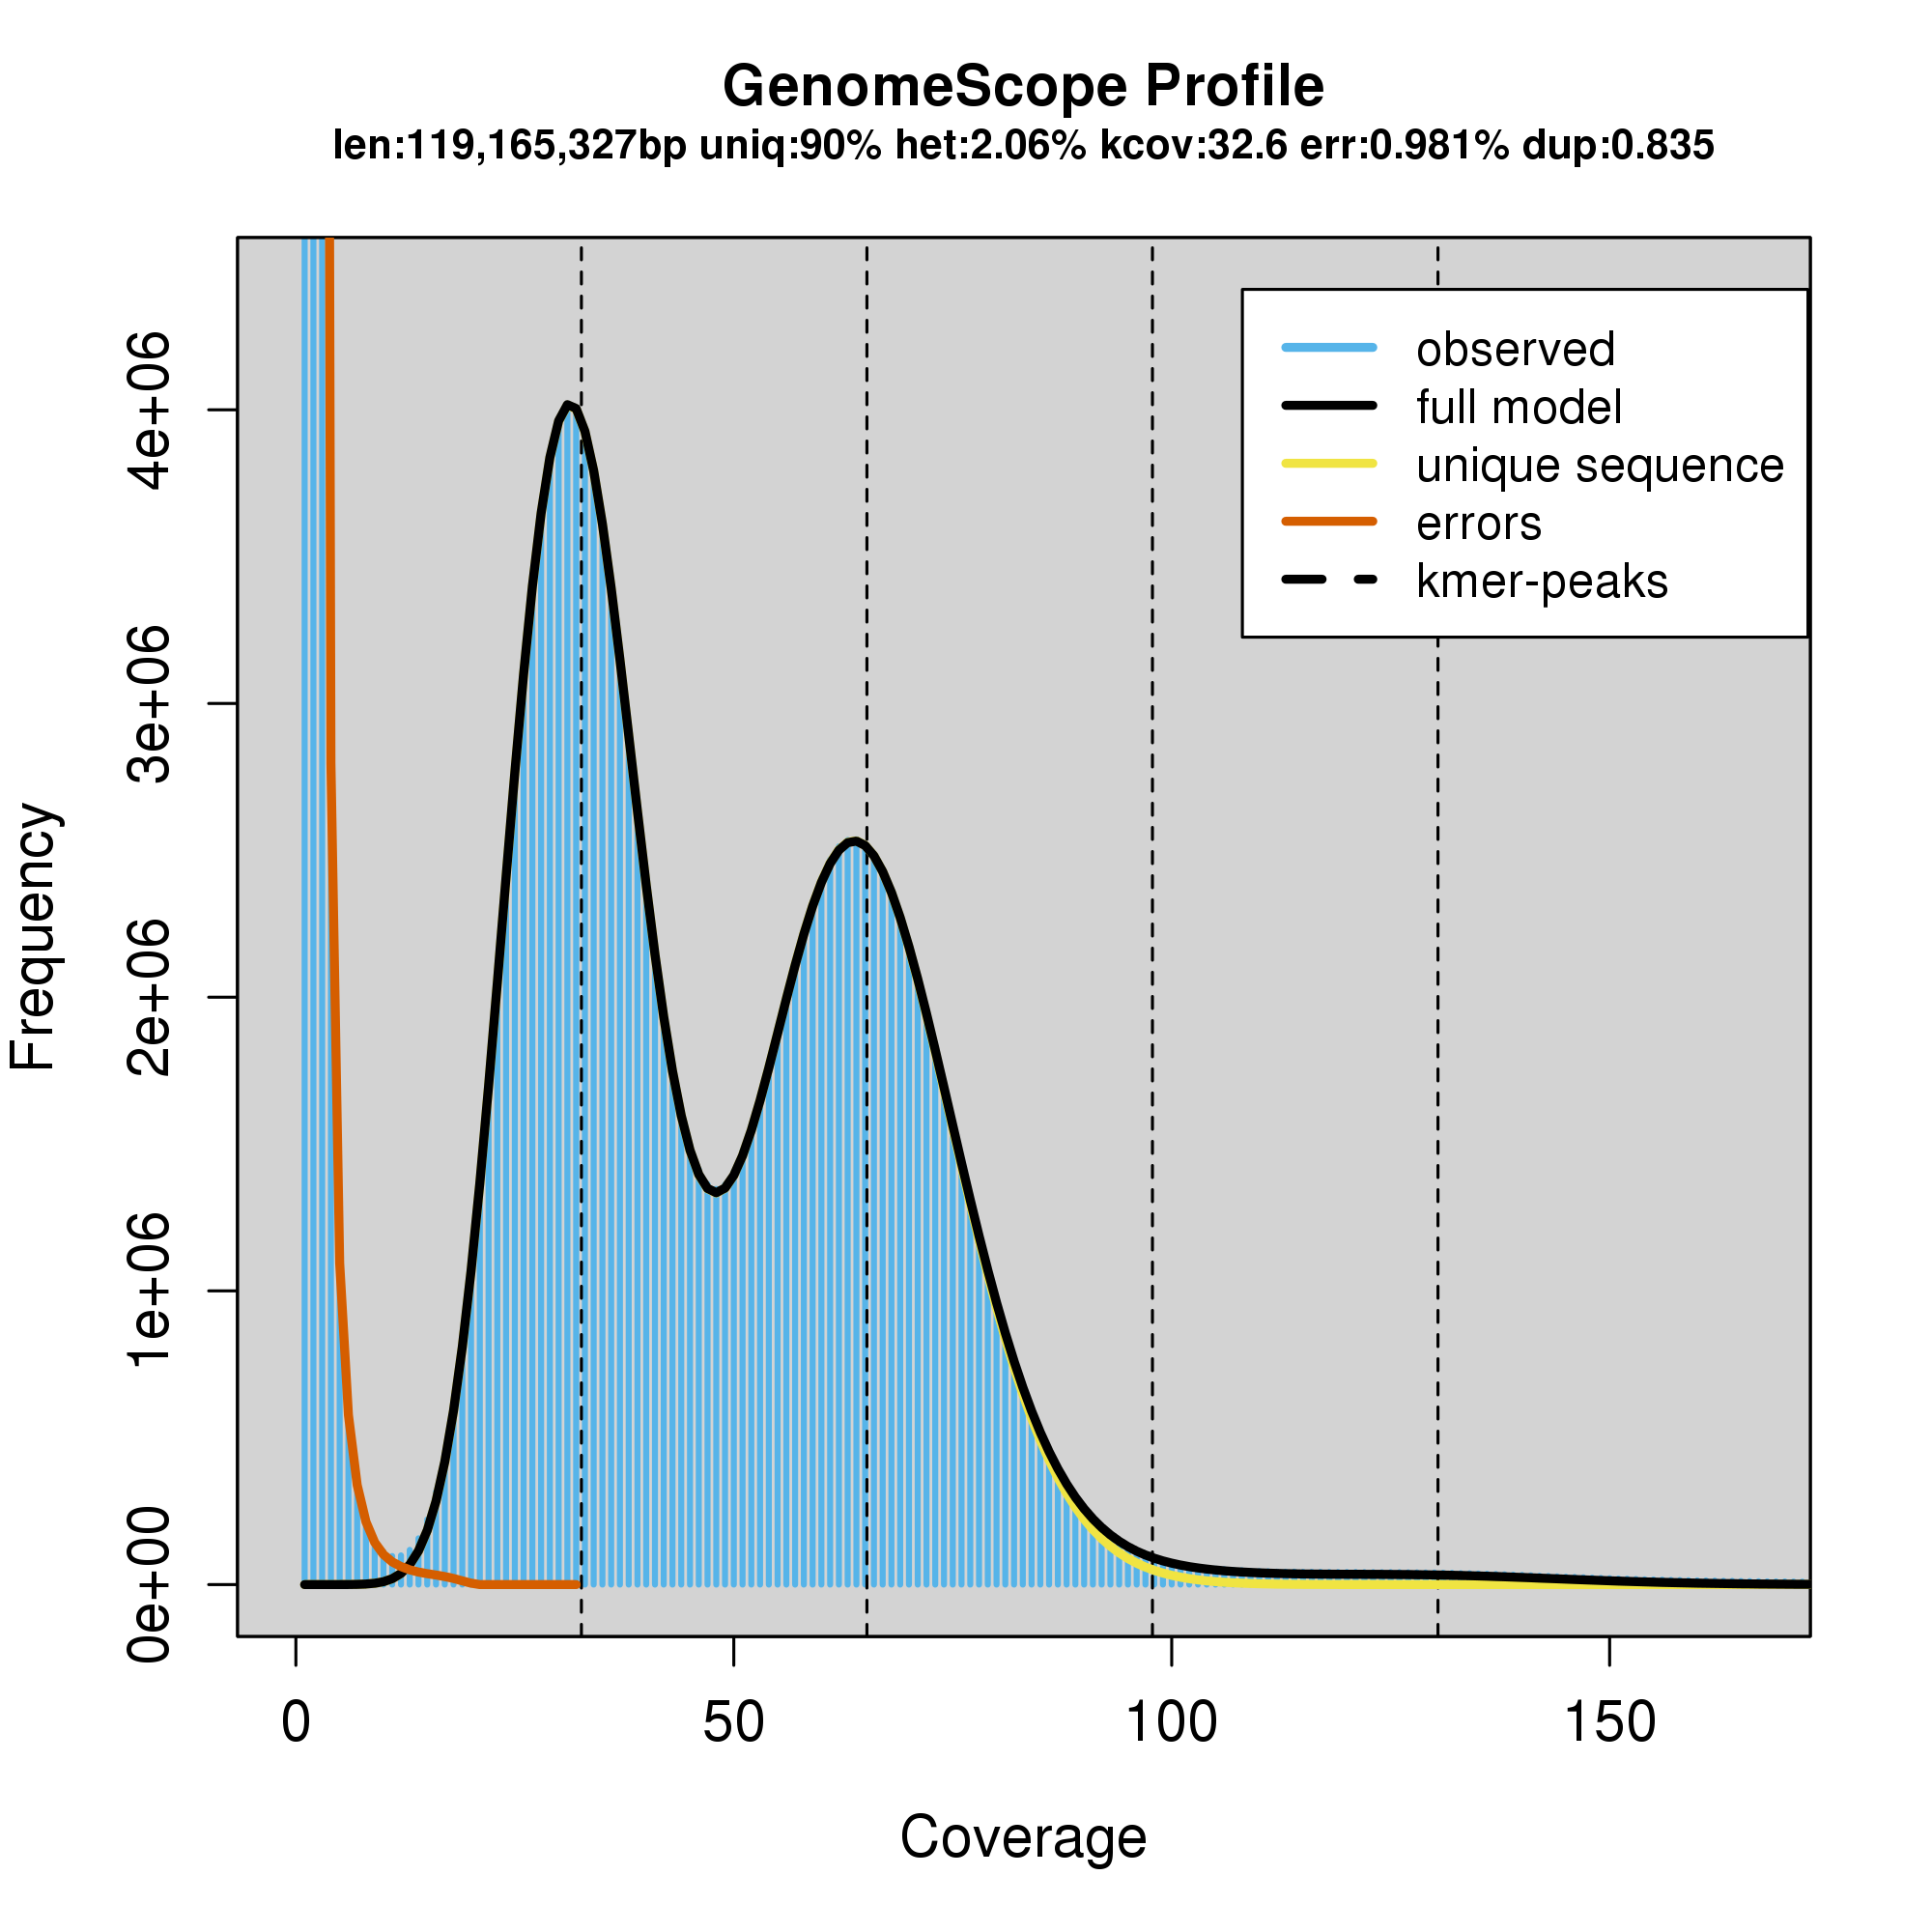 GenomeScope Profile
len:119,165,327bp uniq:90% het:2.06% kcov:32.6 err:0.981% dup:0.835
observed
full model
unique sequence
errors
kmer-peaks
Frequency
4e+06
3e+06
2e+06
1e+06
0e+00
0 50 100 150
Coverage